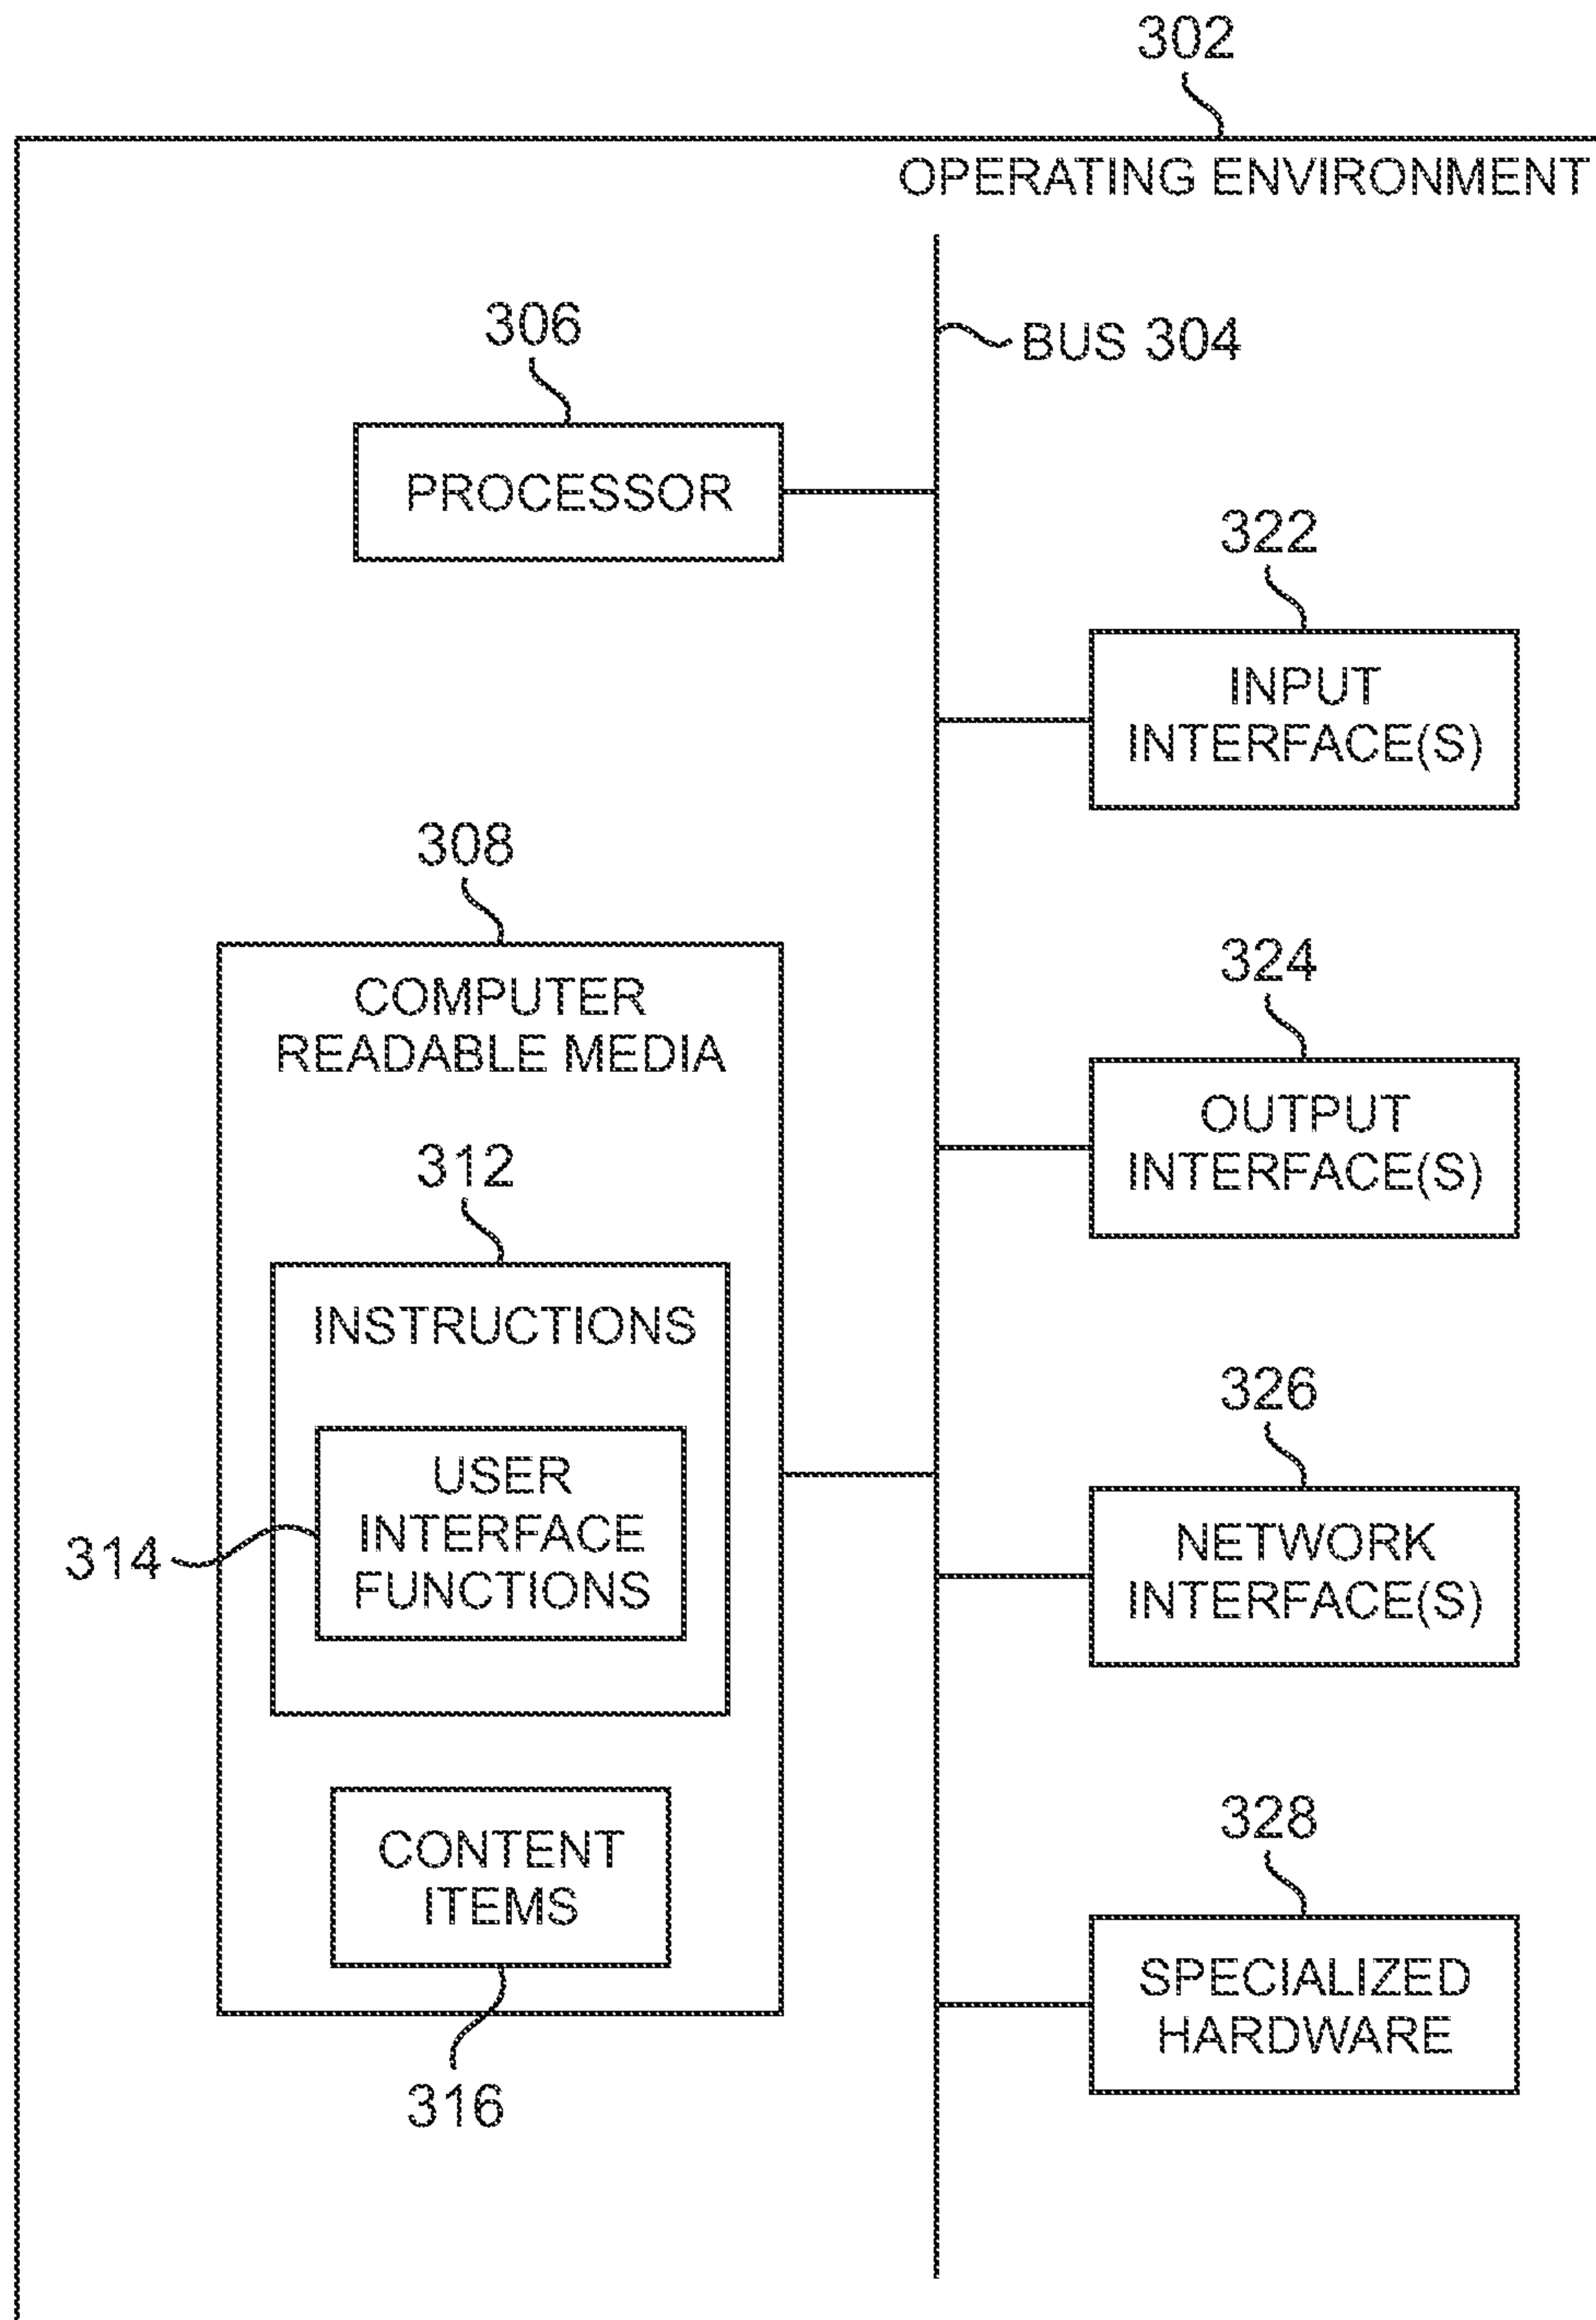 302
OPERATING ENVIRONMENT
306
BUS 304
PROCESSOR
322
INPUT
INTERFACE(S)
308
COMPUTER
READABLE MEDIA
324
OUTPUT
INTERFACE(S)
312
INSTRUCTIONS
314
USER
INTERFACE
FUNCTIONS
326
NETWORK
INTERFACE(S)
CONTENT
ITEMS
316
328
SPECIALIZED
HARDWARE